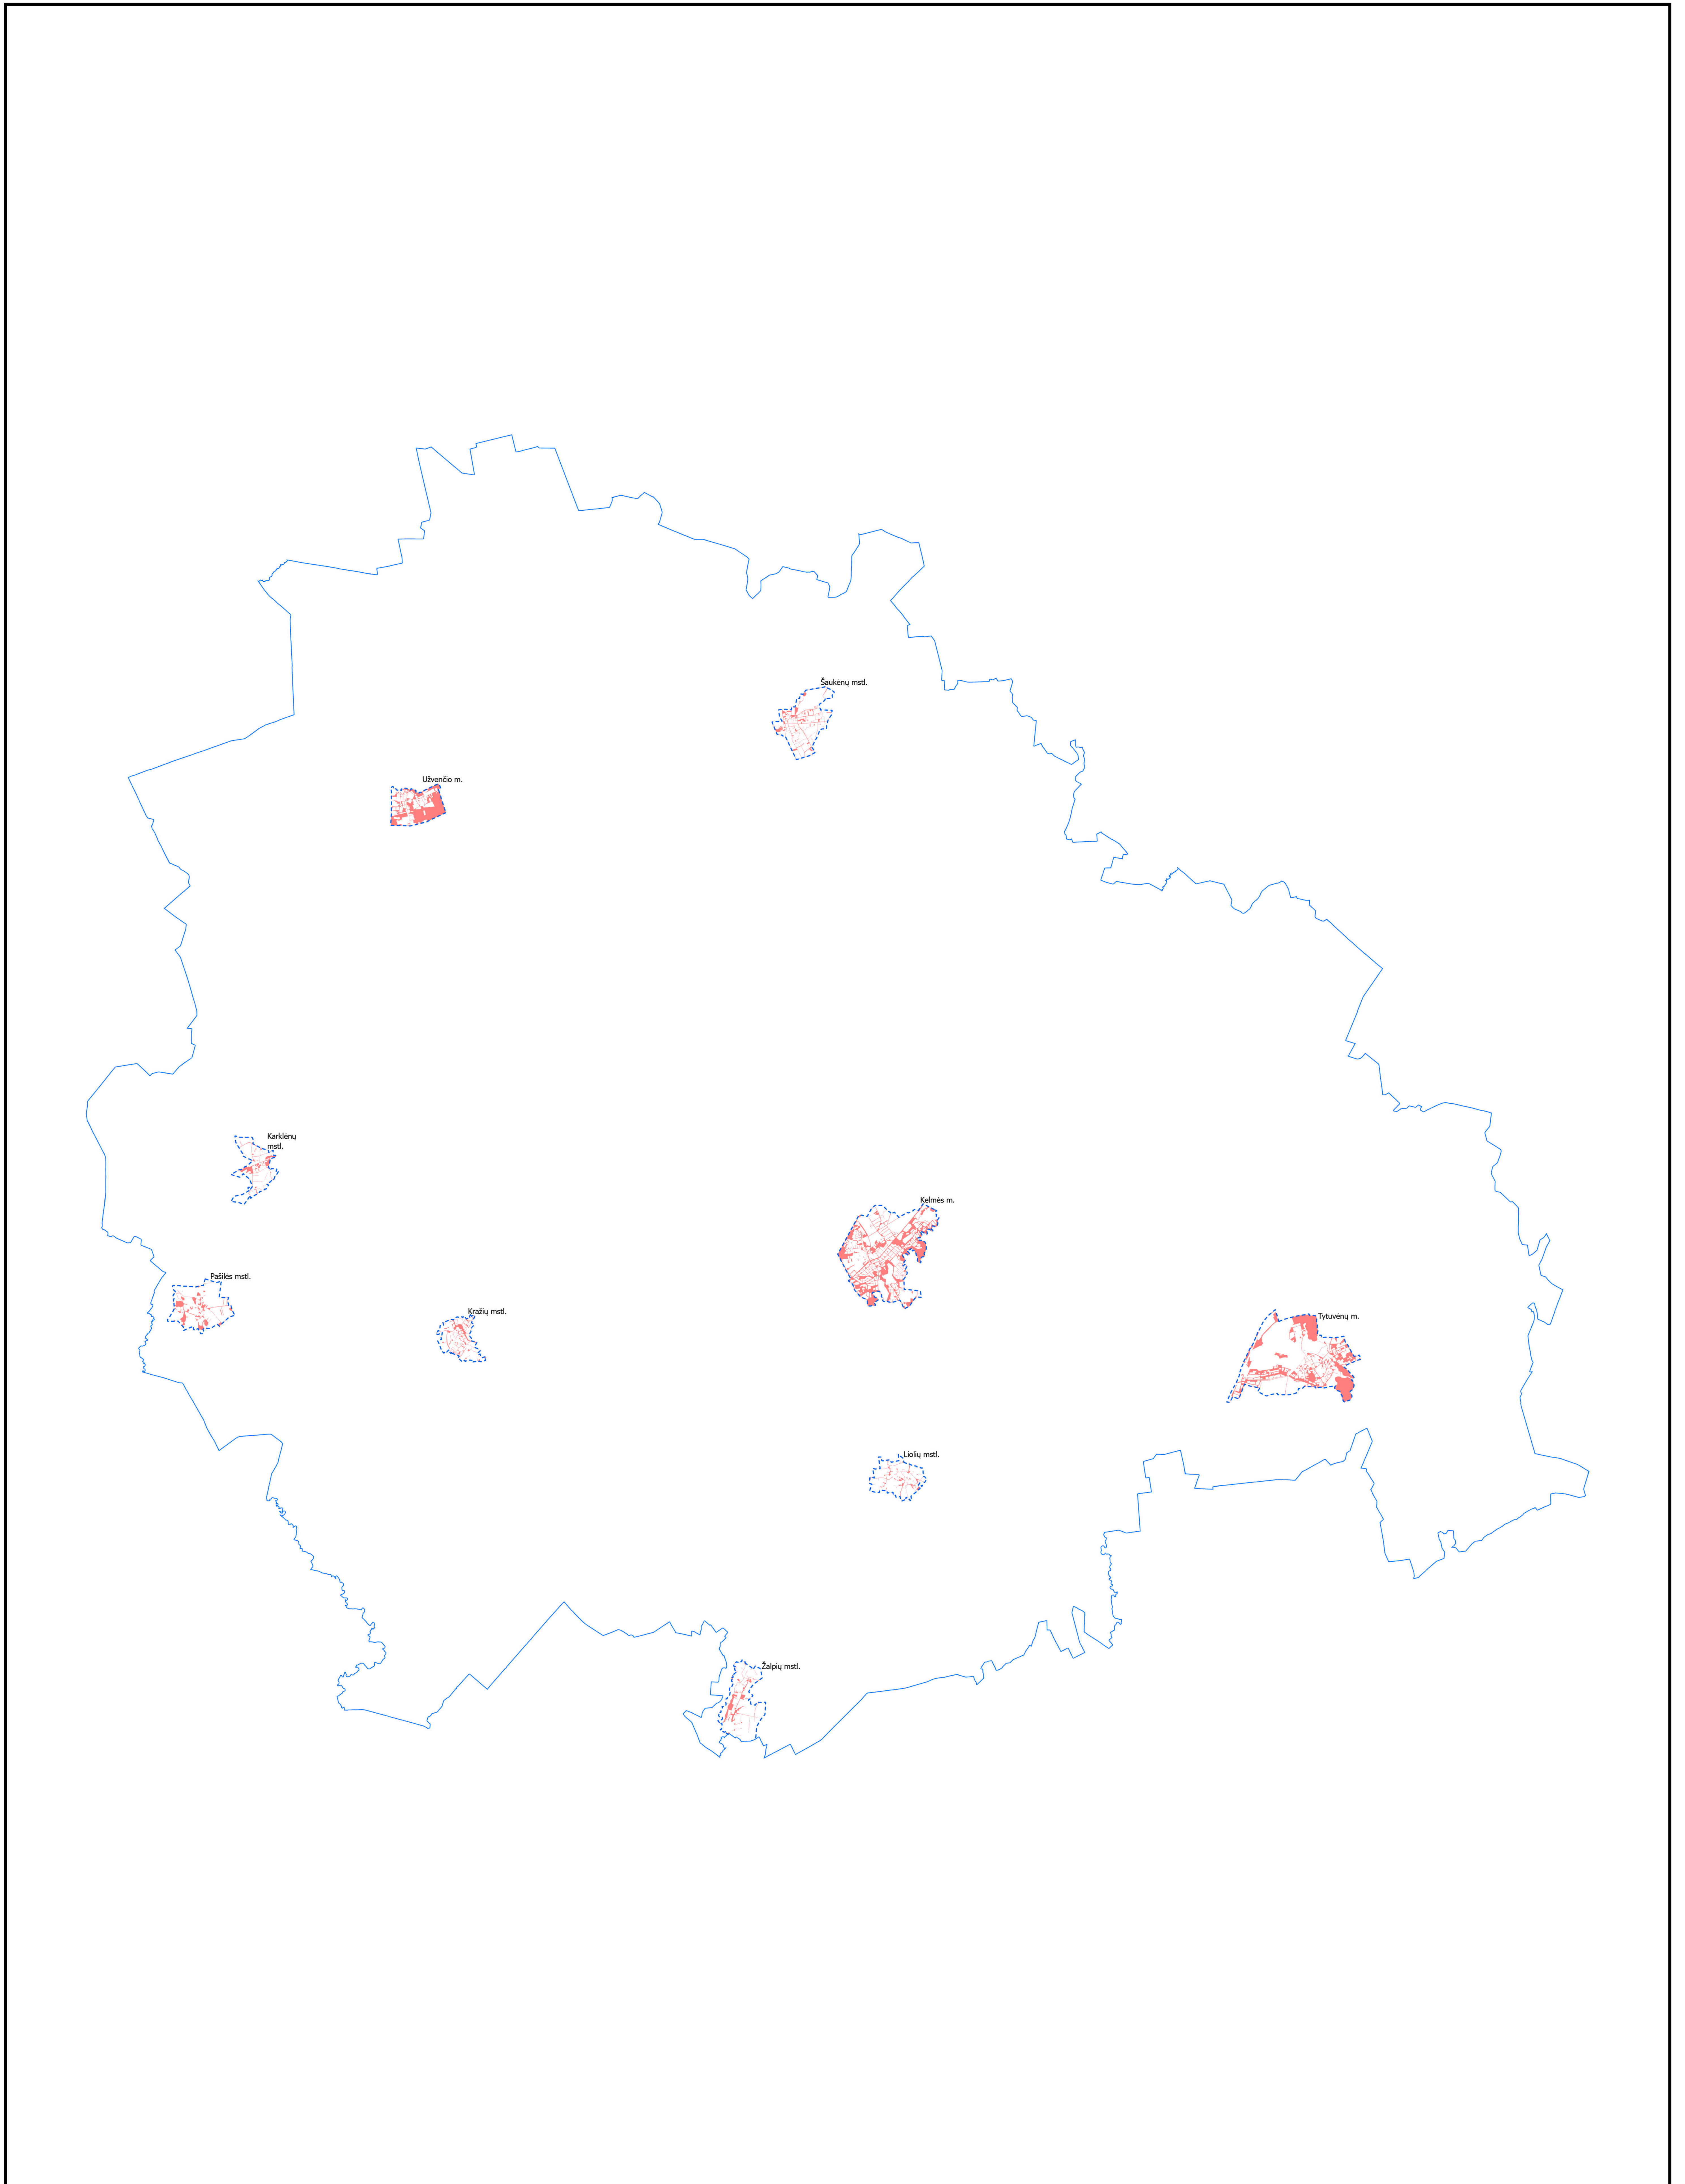 Šaukėnų mstl.
Užvenčio m.
Karklėnų
mstl.
Kelmės m.
Pašilės mstl.
Kražių mstl.
Tytuvėnų m.
Liolių mstl.
Žalpių mstl.